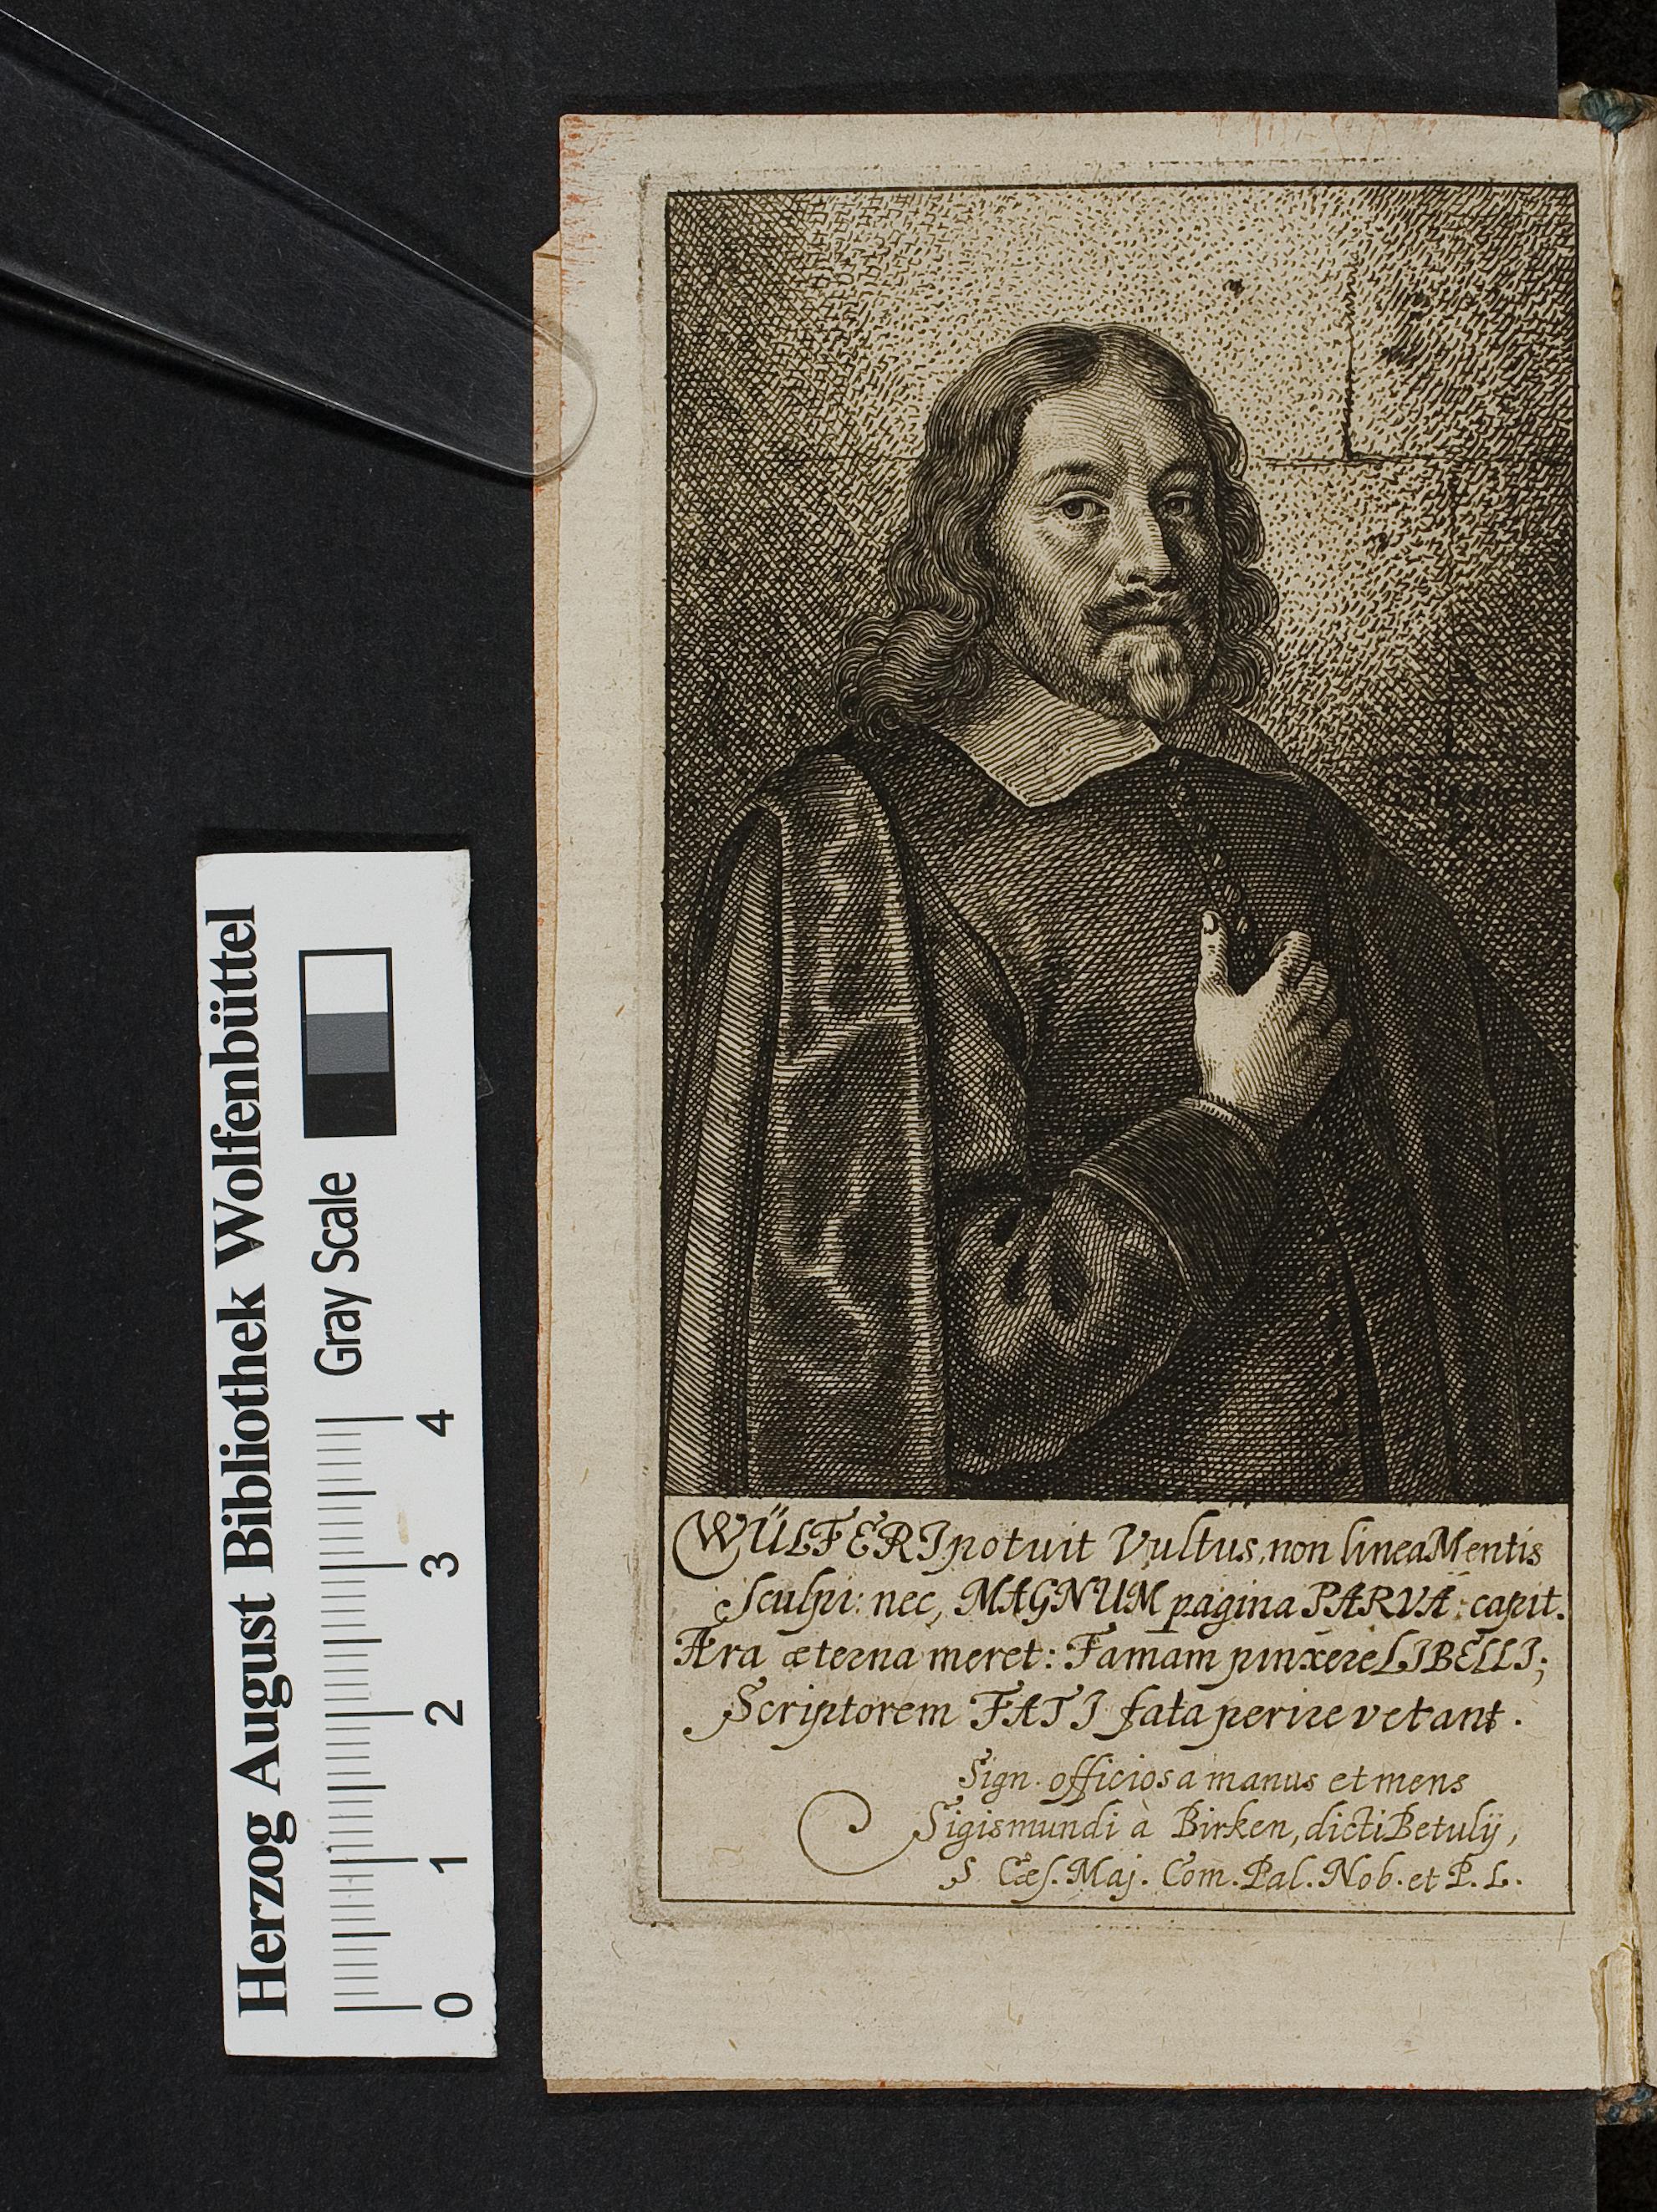 WÜLFERI potuit Vultus, non linea Mentis
sculpi: nec, MAGNUM pagina PARVA capit.
Æra æterna meret: Famam pinxere LIBELLI;
Scriptorem FATI fata perire vetant.
Sign. officiosa manus et mens
Sigismundi à Birken, dicti Betulij,
S. Cæs. Maj. Com. Pal. Nob. et P. L.
Herzog August Bibliothek Wolfenbüttel
Gray Scale
0 1 2 3 4